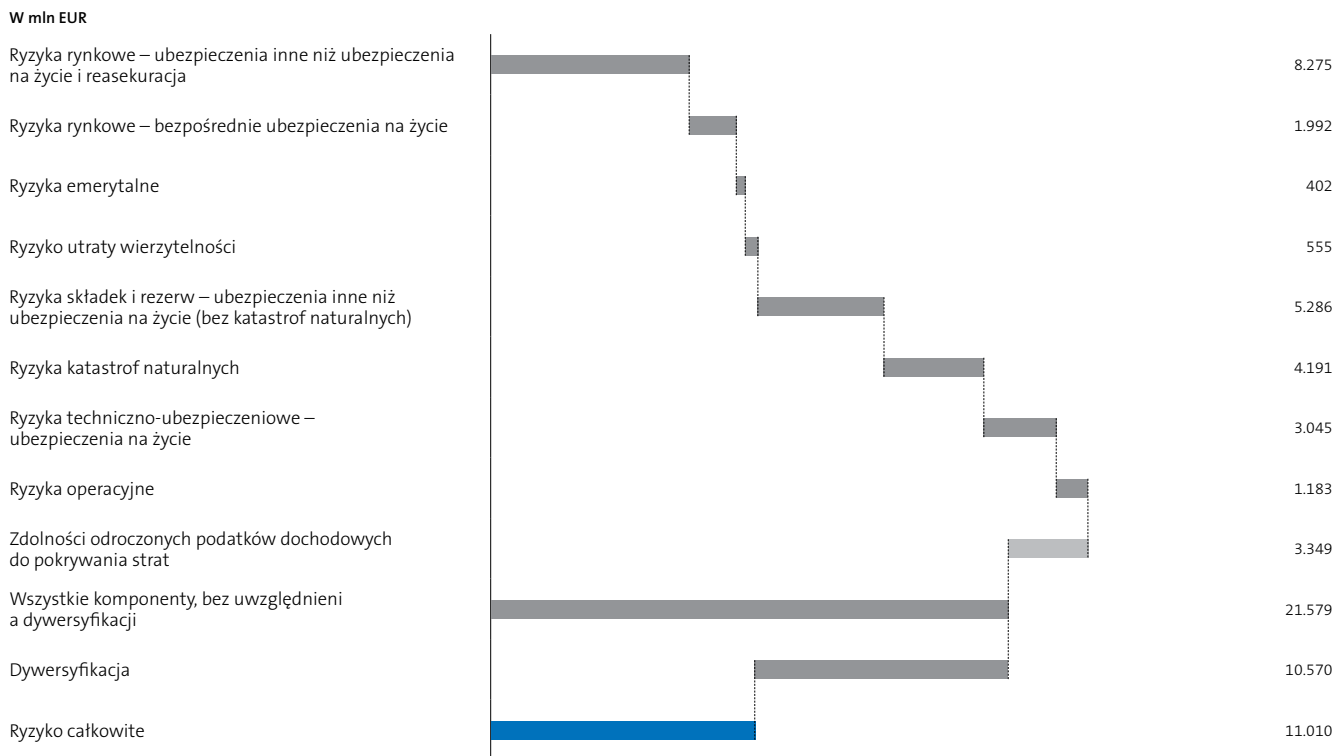 W mln EUR
Ryzyka rynkowe – ubezpieczenia inne niż ubezpieczenia
na życie i reasekuracja
8.275
Ryzyka rynkowe – bezpośrednie ubezpieczenia na życie
1.992
Ryzyka emerytalne
402
Ryzyko utraty wierzytelności
555
Ryzyka składek i rezerw – ubezpieczenia inne niż
ubezpieczenia na życie (bez katastrof naturalnych)
5.286
Ryzyka katastrof naturalnych
4.191
Ryzyka techniczno-ubezpieczeniowe –
ubezpieczenia na życie
3.045
Ryzyka operacyjne
1.183
Zdolności odroczonych podatków dochodowych
do pokrywania strat
3.349
Wszystkie komponenty, bez uwzględnieni
a dywersyfikacji
21.579
Dywersyfikacja
10.570
Ryzyko całkowite
11.010